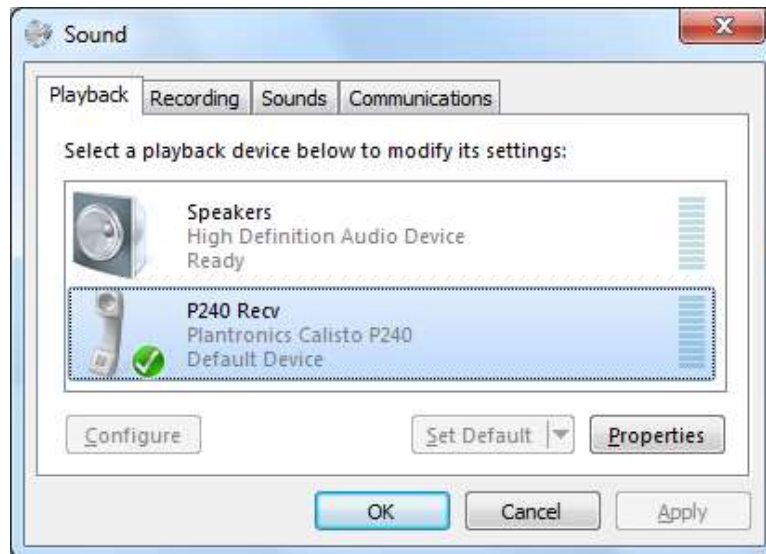 Sound
Playback Recording Sounds Communications
Select a playback device below to modify its settings:
Speakers
High Definition Audio Device
Ready
P240 Recv
Plantronics Calisto P240
Default Device
Configure Set Default Properties
OK Cancel Apply